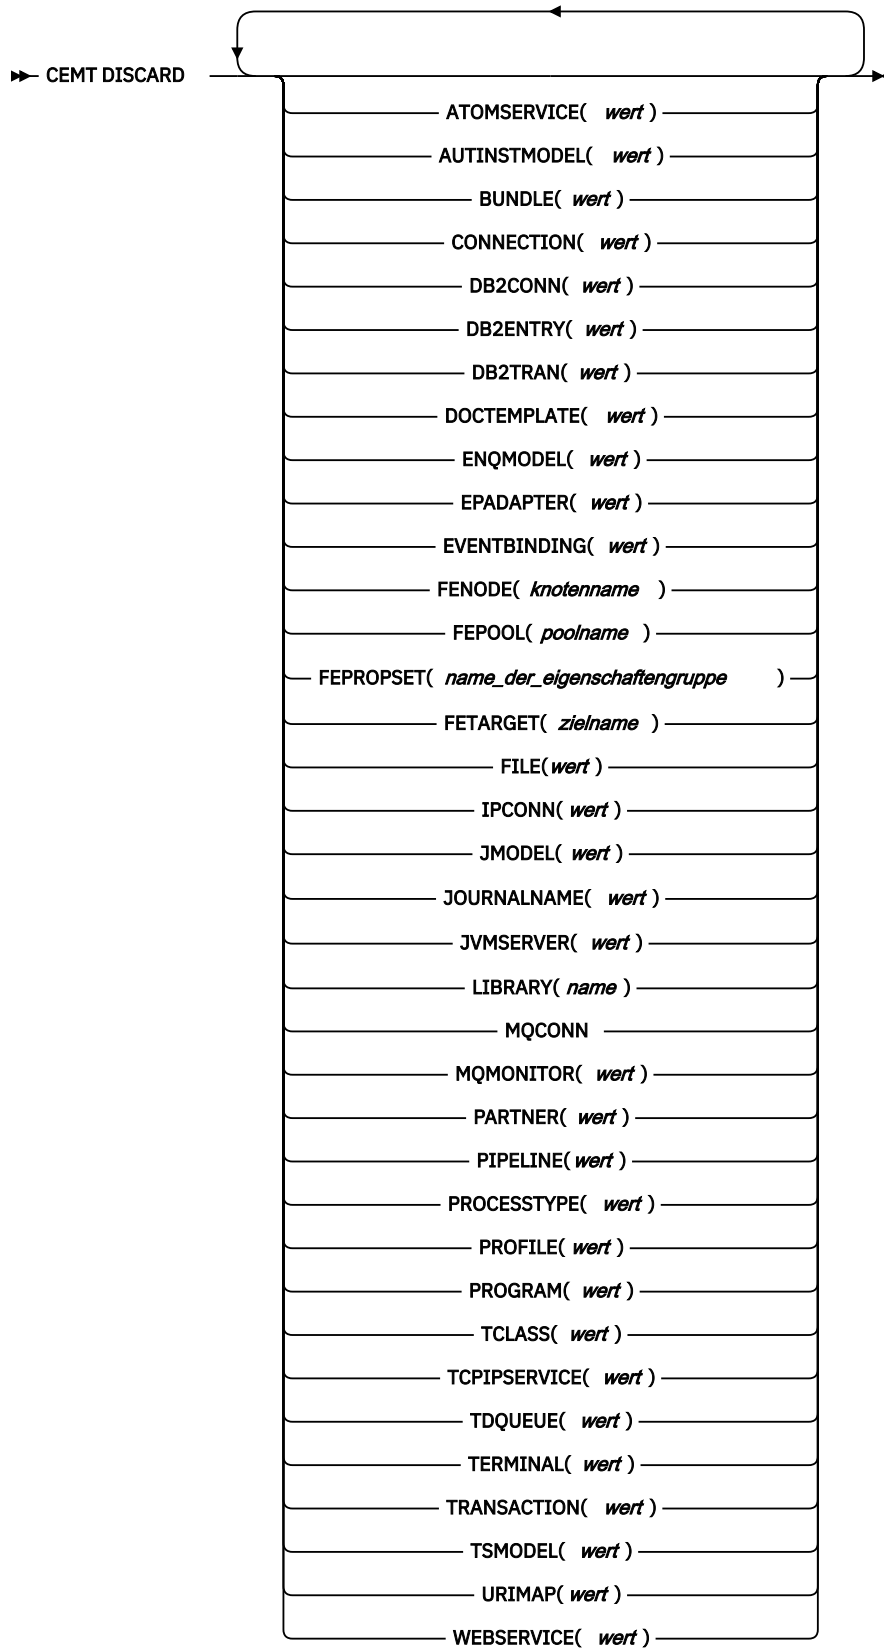 CEMT DISCARD
ATOMSERVICE( wert )
AUTINSTMODEL( wert )
BUNDLE( wert )
CONNECTION( wert )
DB2CONN( wert )
DB2ENTRY( wert )
DB2TRAN( wert )
DOCTEMPLATE( wert )
ENQMODEL( wert )
EPADAPTER( wert )
EVENTBINDING( wert )
FENODE( knotenname )
FEPOOL( poolname )
FEPROPSET( name_der_eigenschaftengruppe )
FETARGET( zielname )
FILE(wert )
IPCONN( wert )
JMODEL( wert )
JOURNALNAME( wert )
JVMSERVER( wert )
LIBRARY( name )
MQCONN
MQMONITOR( wert )
PARTNER( wert )
PIPELINE( wert )
PROCESSTYPE( wert )
PROFILE( wert )
PROGRAM( wert )
TCLASS( wert )
TCPIPSERVICE( wert )
TDQUEUE( wert )
TERMINAL( wert )
TRANSACTION( wert )
TSMODEL( wert )
URIMAP( wert )
WEBSERVICE( wert )